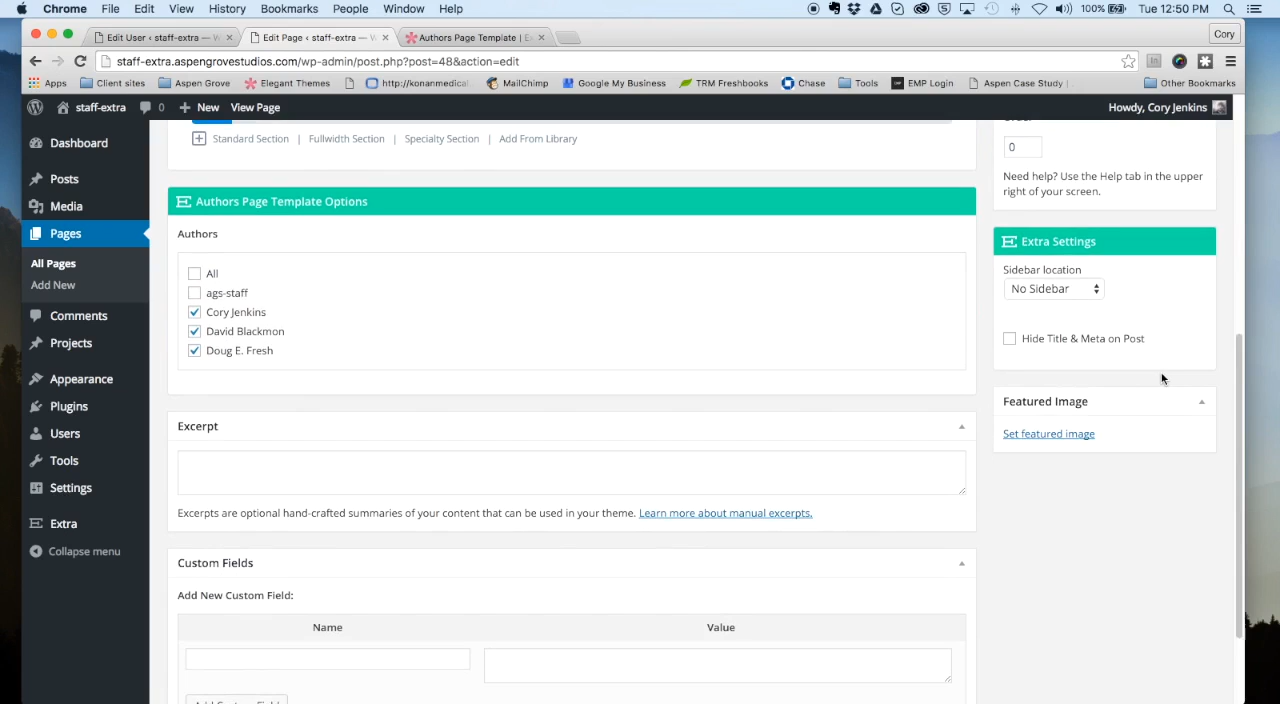 Chrome File Edit View History Bookmarks People Window Help 100% Tue 12:50 PM
Edit User ‹ staff-extra — W × Edit Page ‹ staff-extra — × Authors Page Template | E × Cory
staff-extra.aspengrovestudios.com/wp-admin/post.php?post=48&action=edit
Apps Client sites Aspen Grove Elegant Themes http://konanmedical MailChimp Google My Business TRM Freshbooks Chase Tools EMP Login Aspen Case Study | Other Bookmarks
staff-extra 0 + New View Page Howdy, Cory Jenkins
Dashboard
Posts
Media
Pages
All Pages
Add New
Comments
Projects
Appearance
Plugins
Users
Tools
Settings
Extra
Collapse menu
Standard Section | Fullwidth Section | Specialty Section | Add From Library
Authors Page Template Options
Authors
All
ags-staff
Cory Jenkins
David Blackmon
Doug E. Fresh
Excerpt
Excerpts are optional hand-crafted summaries of your content that can be used in your theme. Learn more about manual excerpts.
Custom Fields
Add New Custom Field:
Name Value
0
Need help? Use the Help tab in the upper
right of your screen.
Extra Settings
Sidebar location
No Sidebar
Hide Title & Meta on Post
Featured Image
Set featured image